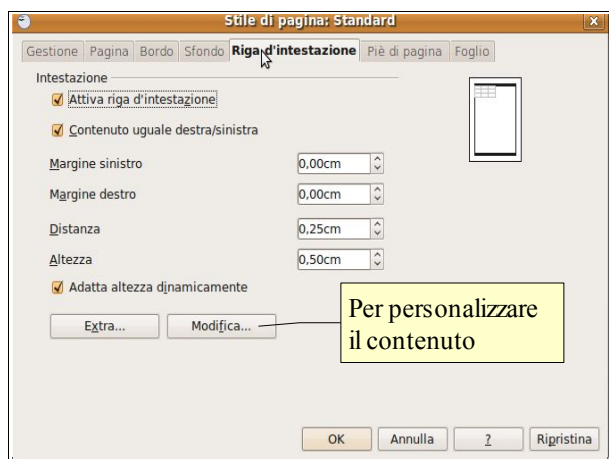 Stile di pagina: Standard
Gestione Pagina Bordo Sfondo Riga d'intestazione Piè di pagina Foglio
Intestazione
Attiva riga d'intestazione
Contenuto uguale destra/sinistra
Margine sinistro 0,00cm
Margine destro 0,00cm
Distanza 0,25cm
Altezza 0,50cm
Adatta altezza dinamicamente
Extra... Modifica...
Per personalizzare
il contenuto
OK Annulla ? Ripristina